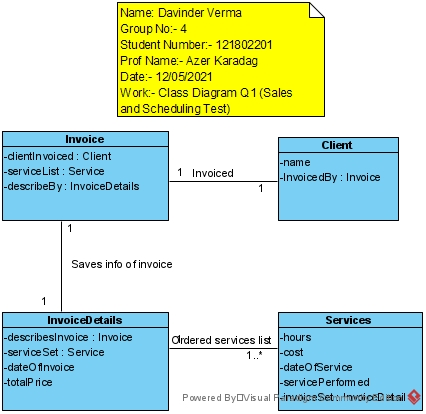 Name: Davinder Verma
Group No:- 4
Student Number:- 121802201
Prof Name:- Azer Karadag
Date:- 12/05/2021
Work:- Class Diagram Q1 (Sales
and Scheduling Test)
Invoice
-clientInvoiced : Client
-serviceList : Service
-describeBy : InvoiceDetails
1 Invoiced
1
Client
-name
-InvoicedBy : Invoice
1
Saves info of invoice
1
InvoiceDetails
-describesInvoice : Invoice
-serviceSet : Service
-dateOfInvoice
-totalPrice
Ordered services list
1..*
Services
-hours
-cost
-dateOfService
-servicePerformed
-invoiceSet : InvoiceDetail
Powered By Visual Paradigm Community Edition